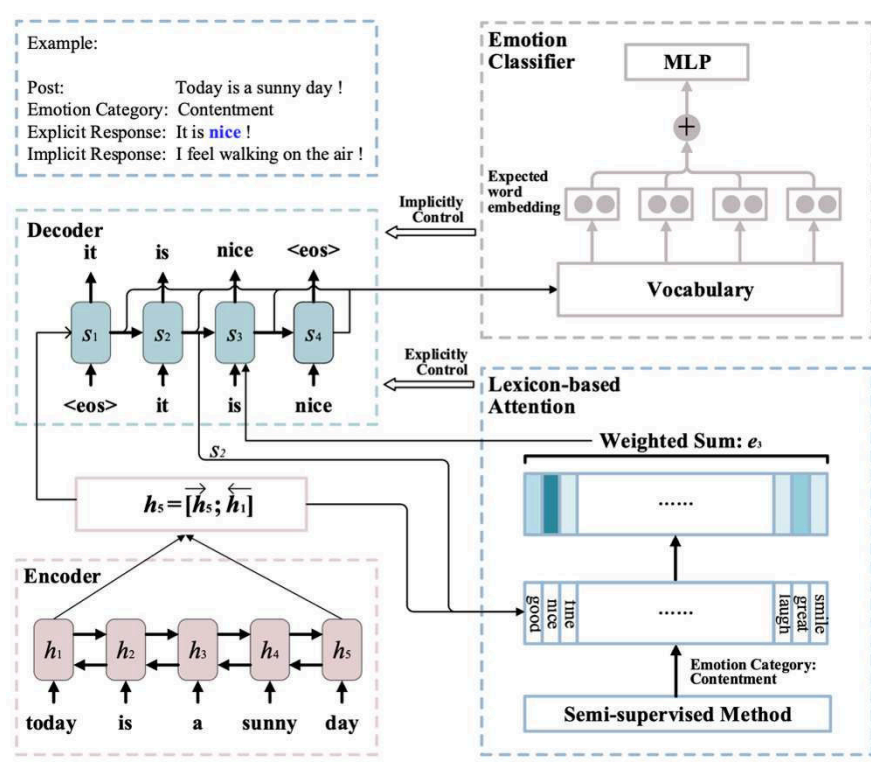 Example:
Post: Today is a sunny day !
Emotion Category: Contentment
Explicit Response: It is nice !
Implicit Response: I feel walking on the air !
Emotion
Classifier
MLP
+
Expected
word
embedding
Vocabulary
Implicitly
Control
Decoder
it is nice <eos>
s1 s2 s3 s4
<eos> it is nice
Explicitly
Control
Lexicon-based
Attention
Weighted Sum: e3
s2
......
h5=[h5; h1]
Encoder
h1 h2 h3 h4 h5
today is a sunny day
good nice tine ...... laugh great smile
Emotion Category:
Contentment
Semi-supervised Method